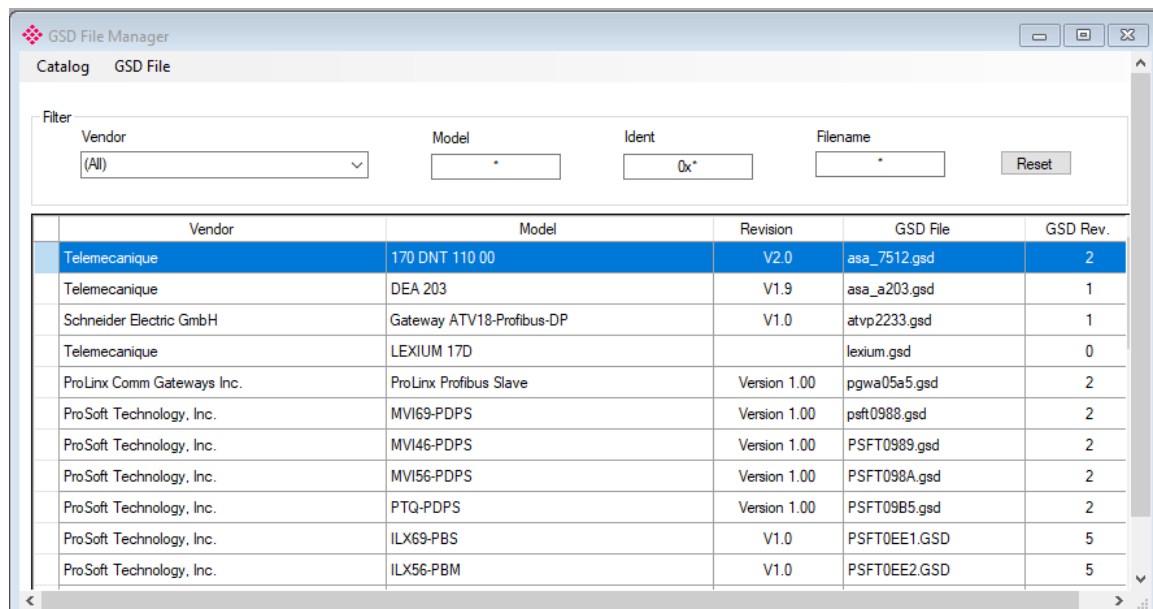 GSD File Manager
Catalog GSD File
Filter
Vendor Model Ident Filename
(All) * 0x* * Reset
Vendor Model Revision GSD File GSD Rev.
Telemecanique 170 DNT 110 00 V2.0 asa_7512.gsd 2
Telemecanique DEA 203 V1.9 asa_a203.gsd 1
Schneider Electric GmbH Gateway ATV18-Profibus-DP V1.0 atvp2233.gsd 1
Telemecanique LEXIUM 17D lexium.gsd 0
ProLinx Comm Gateways Inc. ProLinx Profibus Slave Version 1.00 pgwa05a5.gsd 2
ProSoft Technology, Inc. MVI69-PDPS Version 1.00 psft0988.gsd 2
ProSoft Technology, Inc. MVI46-PDPS Version 1.00 PSFT0989.gsd 2
ProSoft Technology, Inc. MVI56-PDPS Version 1.00 PSFT098A.gsd 2
ProSoft Technology, Inc. PTQ-PDPS Version 1.00 PSFT09B5.gsd 2
ProSoft Technology, Inc. ILX69-PBS V1.0 PSFT0EE1.GSD 5
ProSoft Technology, Inc. ILX56-PBM V1.0 PSFT0EE2.GSD 5